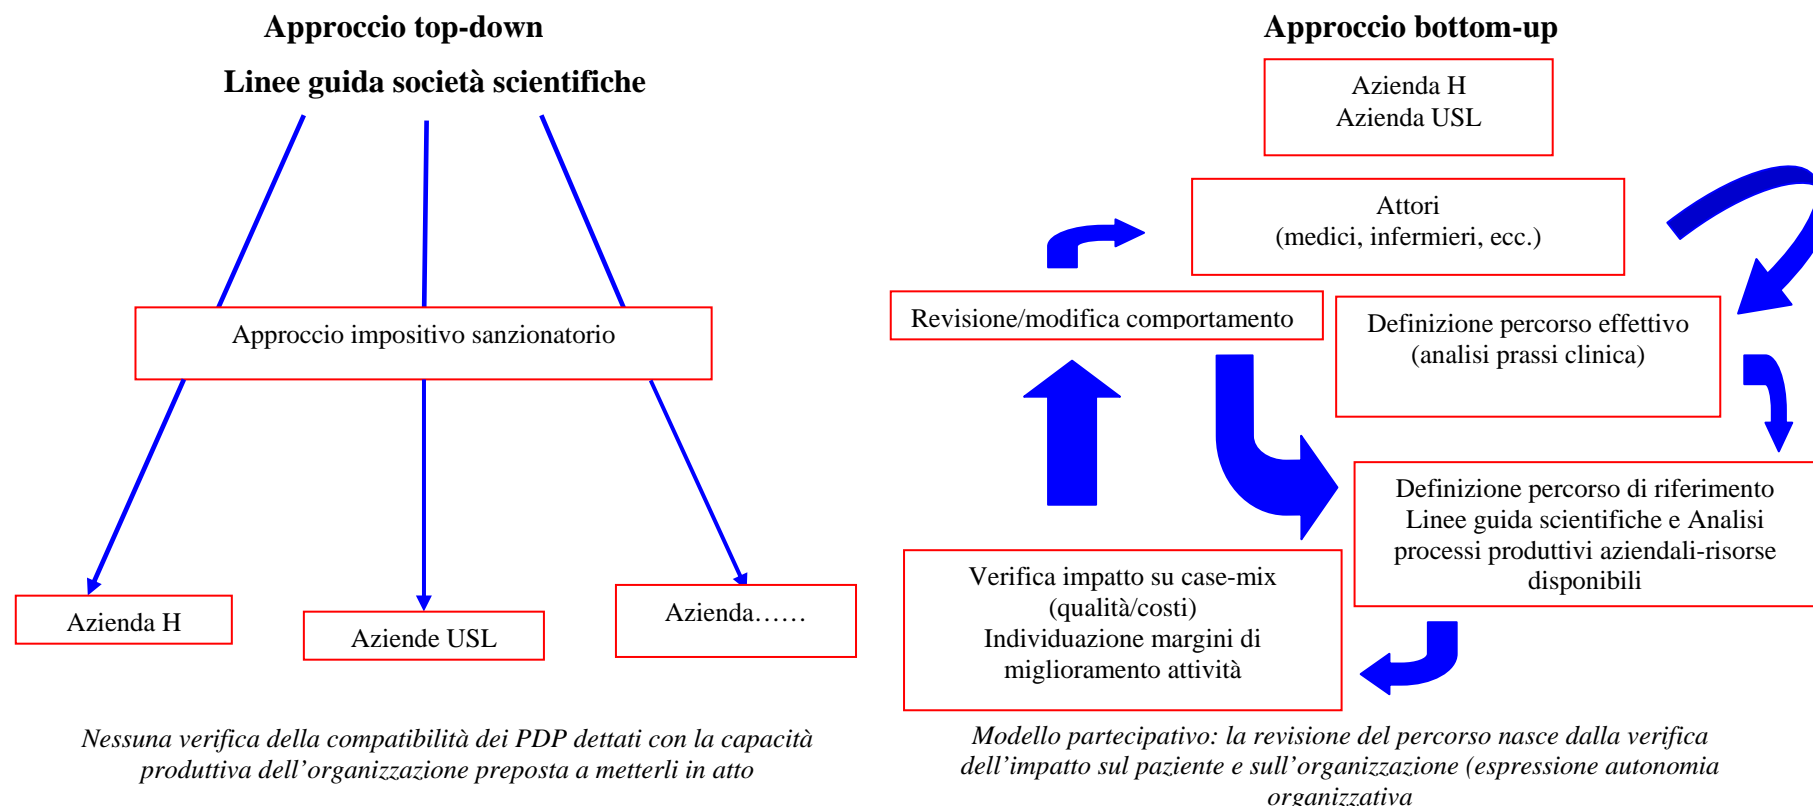 Approccio top-down
Linee guida società scientifiche
Approccio impositivo sanzionatorio
Azienda H
Aziende USL
Azienda……
Nessuna verifica della compatibilità dei PDP dettati con la capacità
produttiva dell’organizzazione preposta a metterli in atto
Approccio bottom-up
Azienda H
Azienda USL
Attori
(medici, infermieri, ecc.)
Revisione/modifica comportamento
Definizione percorso effettivo
(analisi prassi clinica)
Definizione percorso di riferimento
Linee guida scientifiche e Analisi
processi produttivi aziendali-risorse
disponibili
Verifica impatto su case-mix
(qualità/costi)
Individuazione margini di
miglioramento attività
Modello partecipativo: la revisione del percorso nasce dalla verifica
dell’impatto sul paziente e sull’organizzazione (espressione autonomia
organizzativa